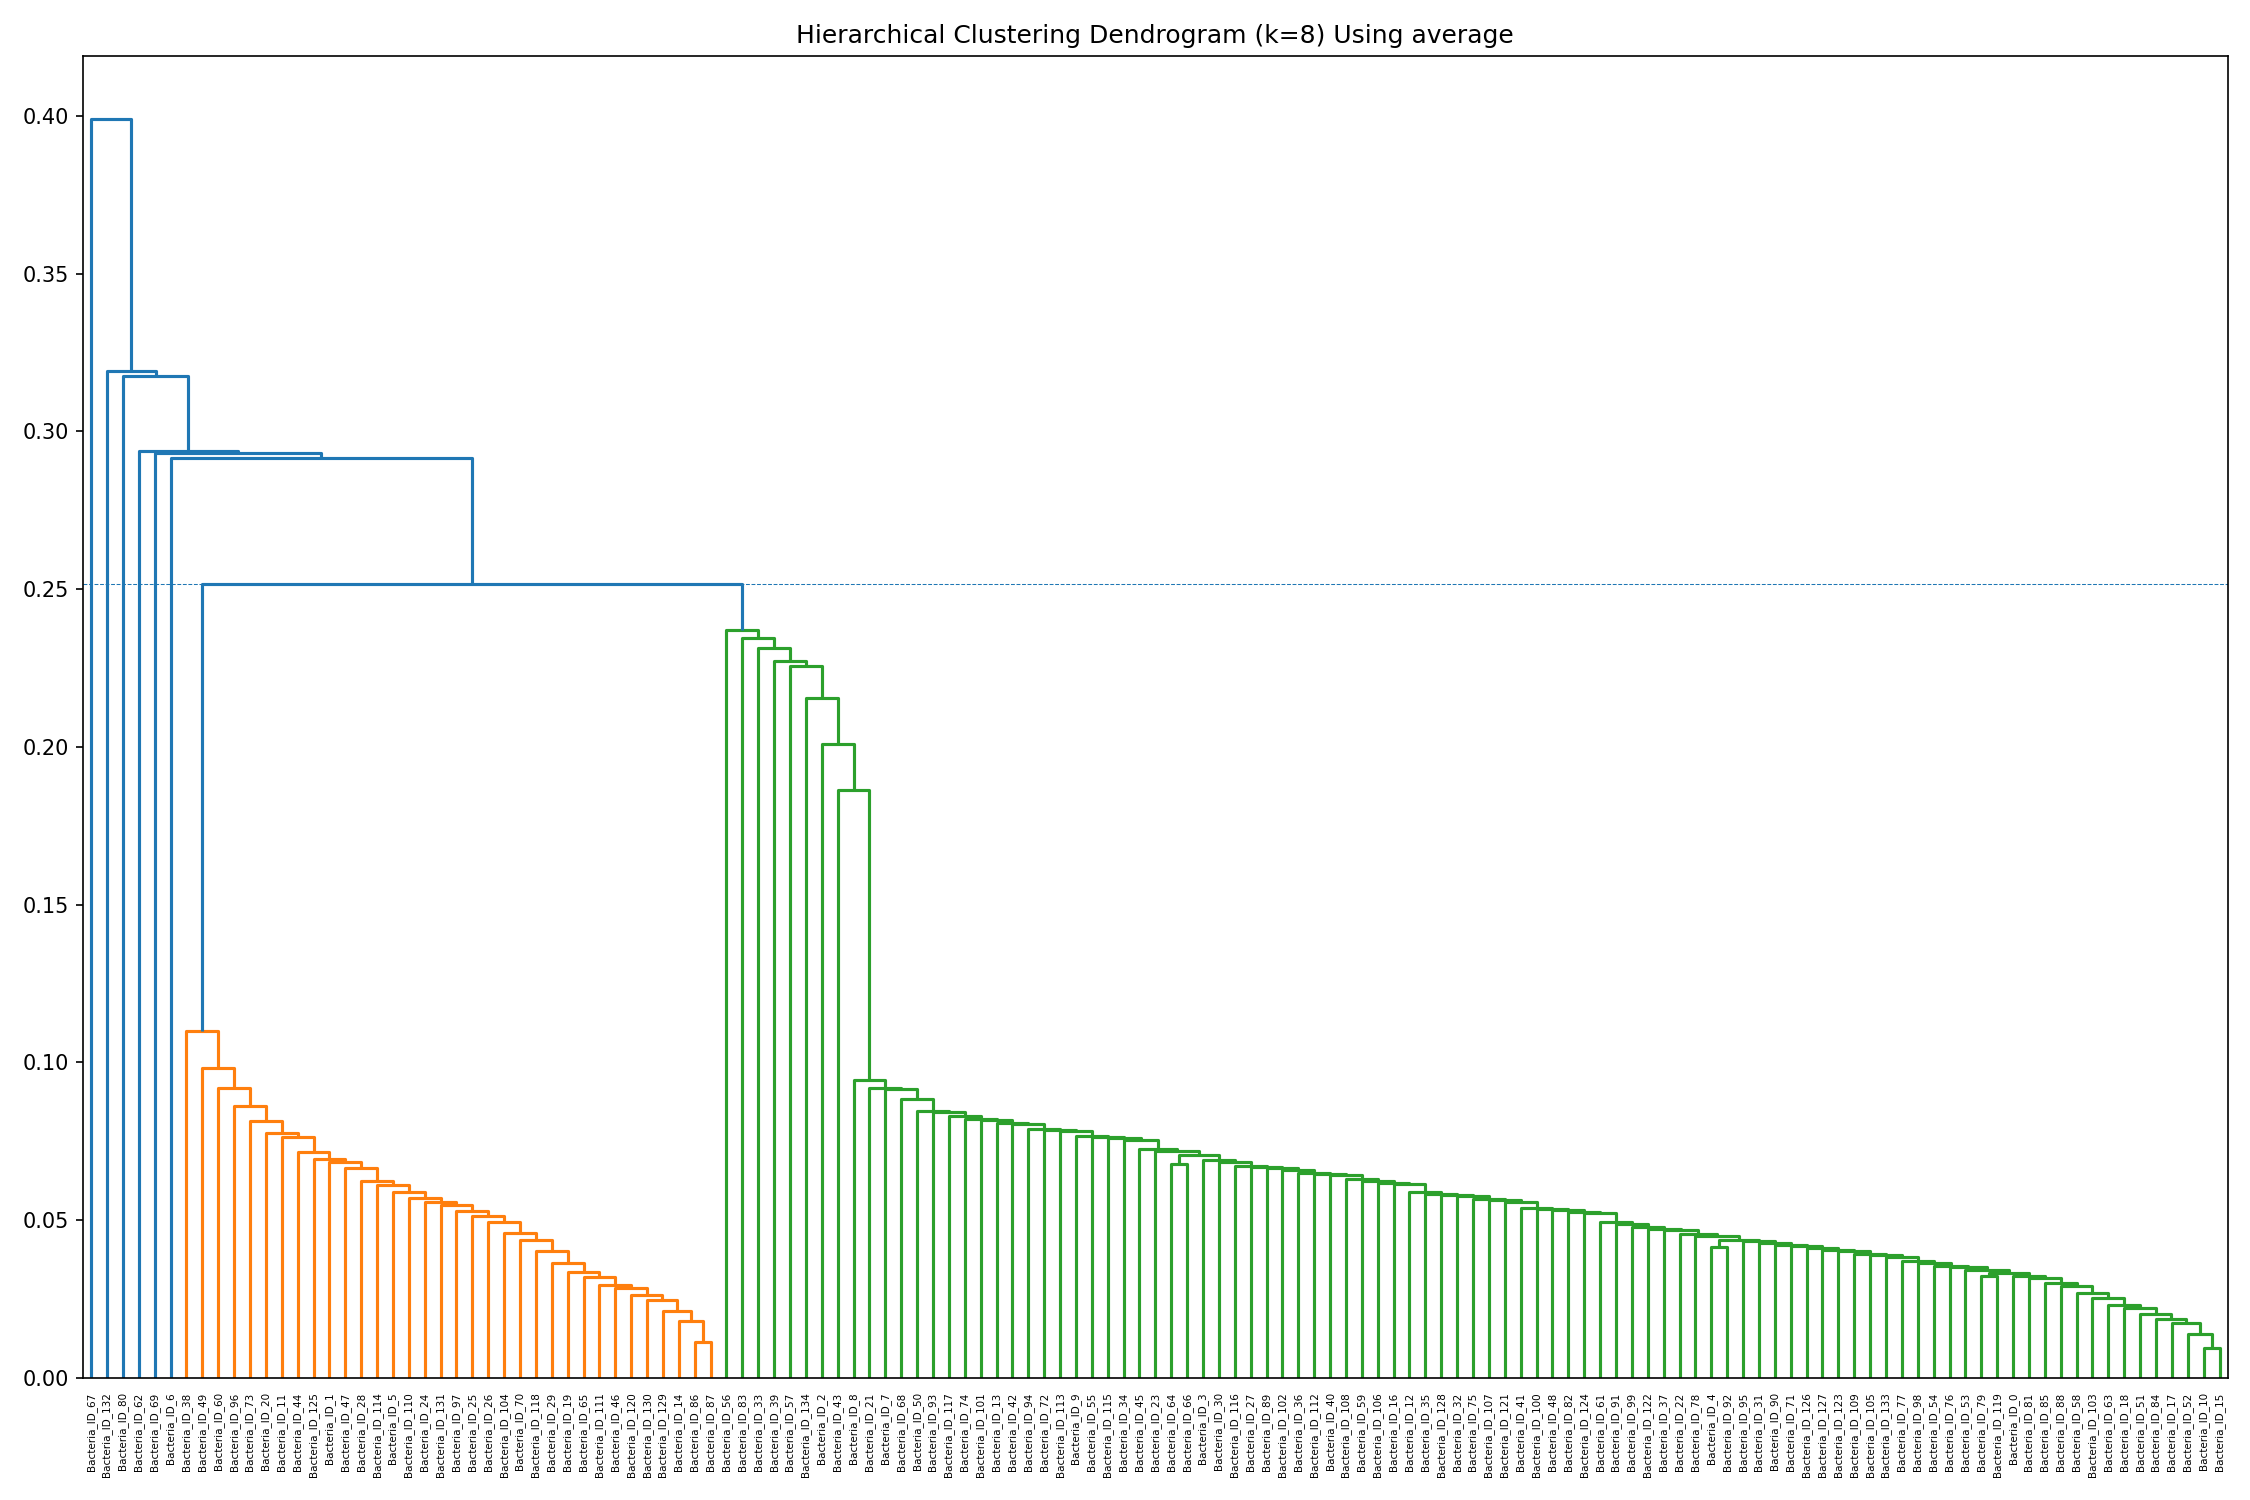 Hierarchical Clustering Dendrogram (k=8) Using average
0.40
0.35
0.30
0.25
0.20
0.15
0.10
0.05
0.00
Bacteria_ID_67
Bacteria_ID_132
Bacteria_ID_80
Bacteria_ID_62
Bacteria_ID_69
Bacteria_ID_6
Bacteria_ID_38
Bacteria_ID_49
Bacteria_ID_60
Bacteria_ID_96
Bacteria_ID_73
Bacteria_ID_20
Bacteria_ID_11
Bacteria_ID_44
Bacteria_ID_125
Bacteria_ID_1
Bacteria_ID_47
Bacteria_ID_28
Bacteria_ID_114
Bacteria_ID_5
Bacteria_ID_110
Bacteria_ID_24
Bacteria_ID_131
Bacteria_ID_97
Bacteria_ID_25
Bacteria_ID_26
Bacteria_ID_104
Bacteria_ID_70
Bacteria_ID_118
Bacteria_ID_29
Bacteria_ID_19
Bacteria_ID_65
Bacteria_ID_111
Bacteria_ID_46
Bacteria_ID_120
Bacteria_ID_130
Bacteria_ID_129
Bacteria_ID_14
Bacteria_ID_86
Bacteria_ID_87
Bacteria_ID_56
Bacteria_ID_83
Bacteria_ID_33
Bacteria_ID_39
Bacteria_ID_57
Bacteria_ID_134
Bacteria_ID_2
Bacteria_ID_43
Bacteria_ID_8
Bacteria_ID_21
Bacteria_ID_7
Bacteria_ID_68
Bacteria_ID_50
Bacteria_ID_93
Bacteria_ID_117
Bacteria_ID_74
Bacteria_ID_101
Bacteria_ID_13
Bacteria_ID_42
Bacteria_ID_94
Bacteria_ID_72
Bacteria_ID_113
Bacteria_ID_9
Bacteria_ID_55
Bacteria_ID_115
Bacteria_ID_34
Bacteria_ID_45
Bacteria_ID_23
Bacteria_ID_64
Bacteria_ID_66
Bacteria_ID_3
Bacteria_ID_30
Bacteria_ID_116
Bacteria_ID_27
Bacteria_ID_89
Bacteria_ID_102
Bacteria_ID_36
Bacteria_ID_112
Bacteria_ID_40
Bacteria_ID_108
Bacteria_ID_59
Bacteria_ID_106
Bacteria_ID_16
Bacteria_ID_12
Bacteria_ID_35
Bacteria_ID_128
Bacteria_ID_32
Bacteria_ID_75
Bacteria_ID_107
Bacteria_ID_121
Bacteria_ID_41
Bacteria_ID_100
Bacteria_ID_48
Bacteria_ID_82
Bacteria_ID_124
Bacteria_ID_61
Bacteria_ID_91
Bacteria_ID_99
Bacteria_ID_122
Bacteria_ID_37
Bacteria_ID_22
Bacteria_ID_78
Bacteria_ID_4
Bacteria_ID_92
Bacteria_ID_95
Bacteria_ID_31
Bacteria_ID_90
Bacteria_ID_71
Bacteria_ID_126
Bacteria_ID_127
Bacteria_ID_123
Bacteria_ID_109
Bacteria_ID_105
Bacteria_ID_133
Bacteria_ID_77
Bacteria_ID_98
Bacteria_ID_54
Bacteria_ID_76
Bacteria_ID_53
Bacteria_ID_79
Bacteria_ID_119
Bacteria_ID_0
Bacteria_ID_81
Bacteria_ID_85
Bacteria_ID_88
Bacteria_ID_58
Bacteria_ID_103
Bacteria_ID_63
Bacteria_ID_18
Bacteria_ID_51
Bacteria_ID_84
Bacteria_ID_17
Bacteria_ID_52
Bacteria_ID_10
Bacteria_ID_15